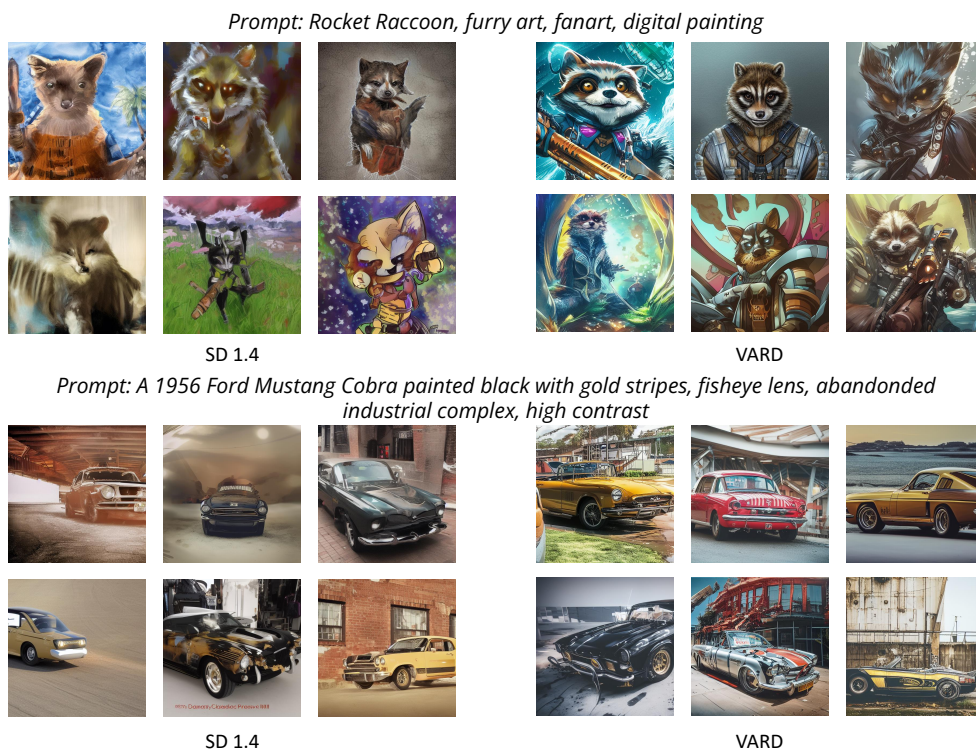 Prompt: Rocket Raccoon, furry art, fanart, digital painting
SD 1.4
VARD
Prompt: A 1956 Ford Mustang Cobra painted black with gold stripes, fisheye lens, abandonded
industrial complex, high contrast
SD 1.4
VARD